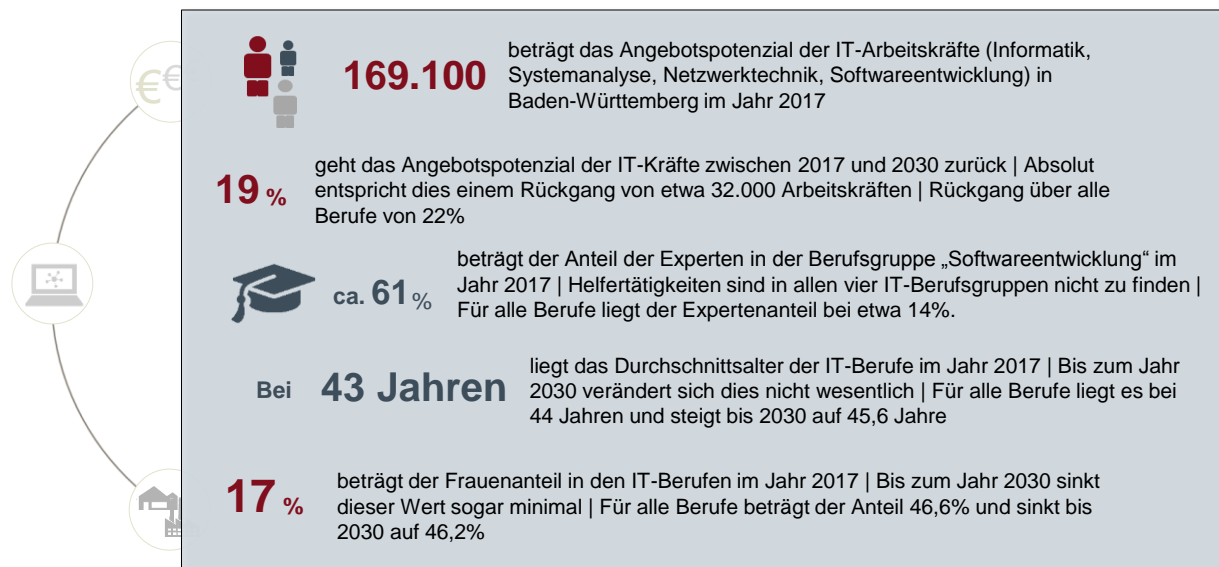 €
€
169.100
beträgt das Angebotspotenzial der IT-Arbeitskräfte (Informatik,
Systemanalyse, Netzwerktechnik, Softwareentwicklung) in
Baden-Württemberg im Jahr 2017
19 %
geht das Angebotspotenzial der IT-Kräfte zwischen 2017 und 2030 zurück | Absolut
entspricht dies einem Rückgang von etwa 32.000 Arbeitskräften | Rückgang über alle
Berufe von 22%
ca. 61 %
beträgt der Anteil der Experten in der Berufsgruppe „Softwareentwicklung“ im
Jahr 2017 | Helfertätigkeiten sind in allen vier IT-Berufsgruppen nicht zu finden |
Für alle Berufe liegt der Expertenanteil bei etwa 14%.
Bei 43 Jahren
liegt das Durchschnittsalter der IT-Berufe im Jahr 2017 | Bis zum Jahr
2030 verändert sich dies nicht wesentlich | Für alle Berufe liegt es bei
44 Jahren und steigt bis 2030 auf 45,6 Jahre
17 %
beträgt der Frauenanteil in den IT-Berufen im Jahr 2017 | Bis zum Jahr 2030 sinkt
dieser Wert sogar minimal | Für alle Berufe beträgt der Anteil 46,6% und sinkt bis
2030 auf 46,2%